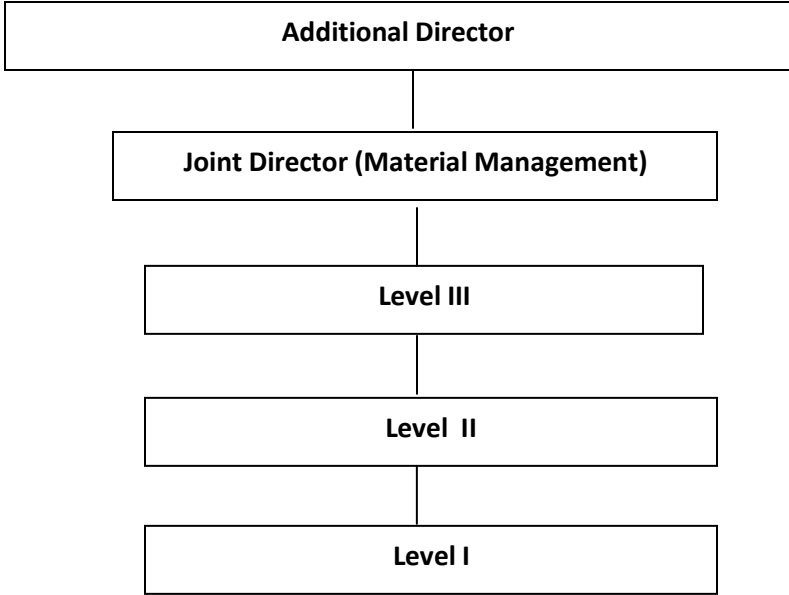 Additional Director
Joint Director (Material Management)
Level III
Level  II
Level I